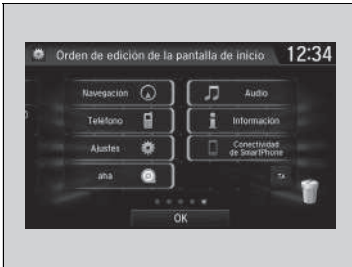 Orden de edición de la pantalla de inicio 12:34
Navegación
Audio
Teléfono
Información
Ajustes
Conectividad
de SmartPhone
aha
OK